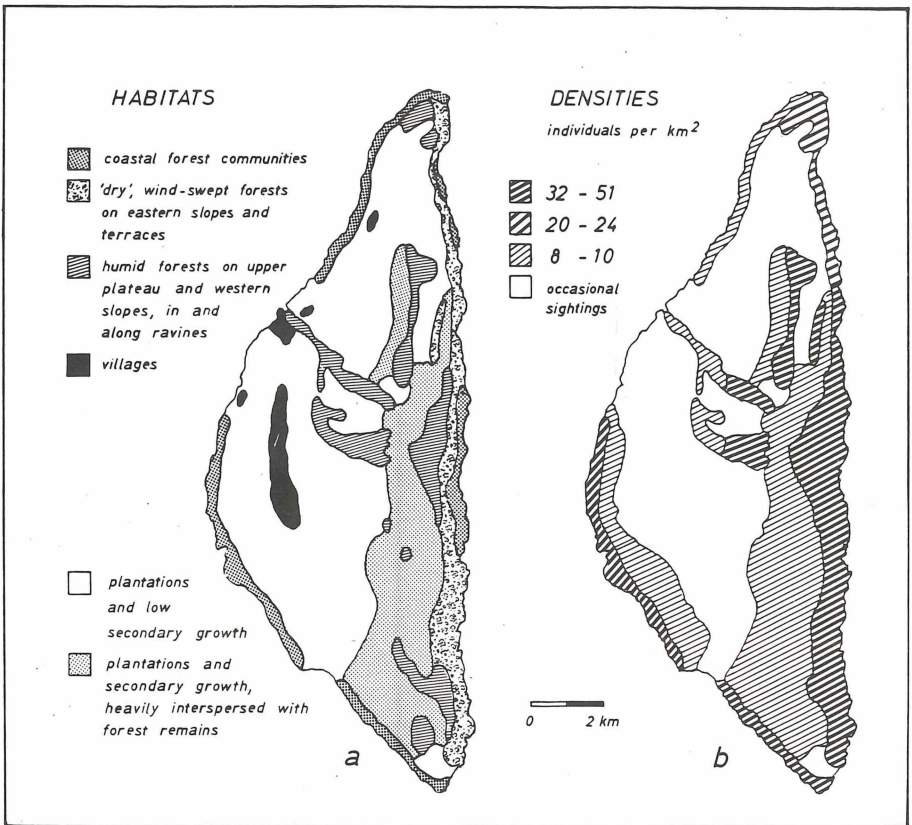 HABITATS
coastal forest communities
'dry', wind-swept forests
on eastern slopes and
terraces
humid forests on upper
plateau and western
slopes, in and
along ravines
villages
plantations
and low
secondary growth
plantations and
secondary growth,
heavily interspersed with
forest remains
a
DENSITIES
individuals per km²
32 - 51
20 - 24
8 - 10
occasional
sightings
0 2 km
b